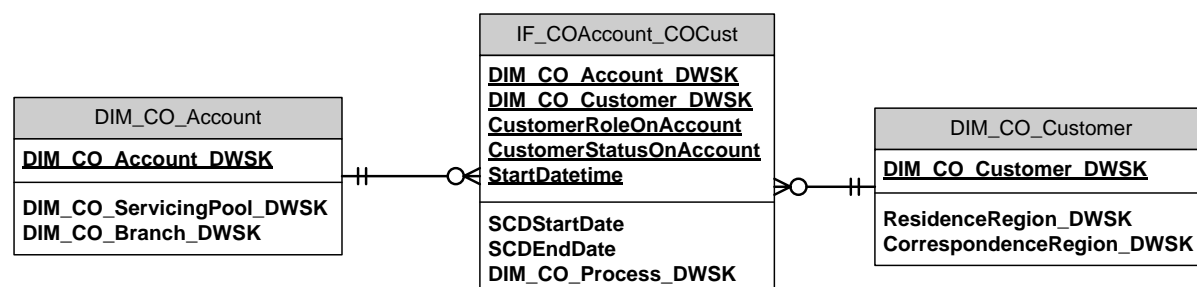 DIM_CO_Account
DIM_CO_Account_DWSK
DIM_CO_ServicingPool_DWSK
DIM_CO_Branch_DWSK
IF_COAccount_COCust
DIM_CO_Account_DWSK
DIM_CO_Customer_DWSK
CustomerRoleOnAccount
CustomerStatusOnAccount
StartDatetime
SCDStartDate
SCDEndDate
DIM_CO_Process_DWSK
DIM_CO_Customer
DIM_CO_Customer_DWSK
ResidenceRegion_DWSK
CorrespondenceRegion_DWSK